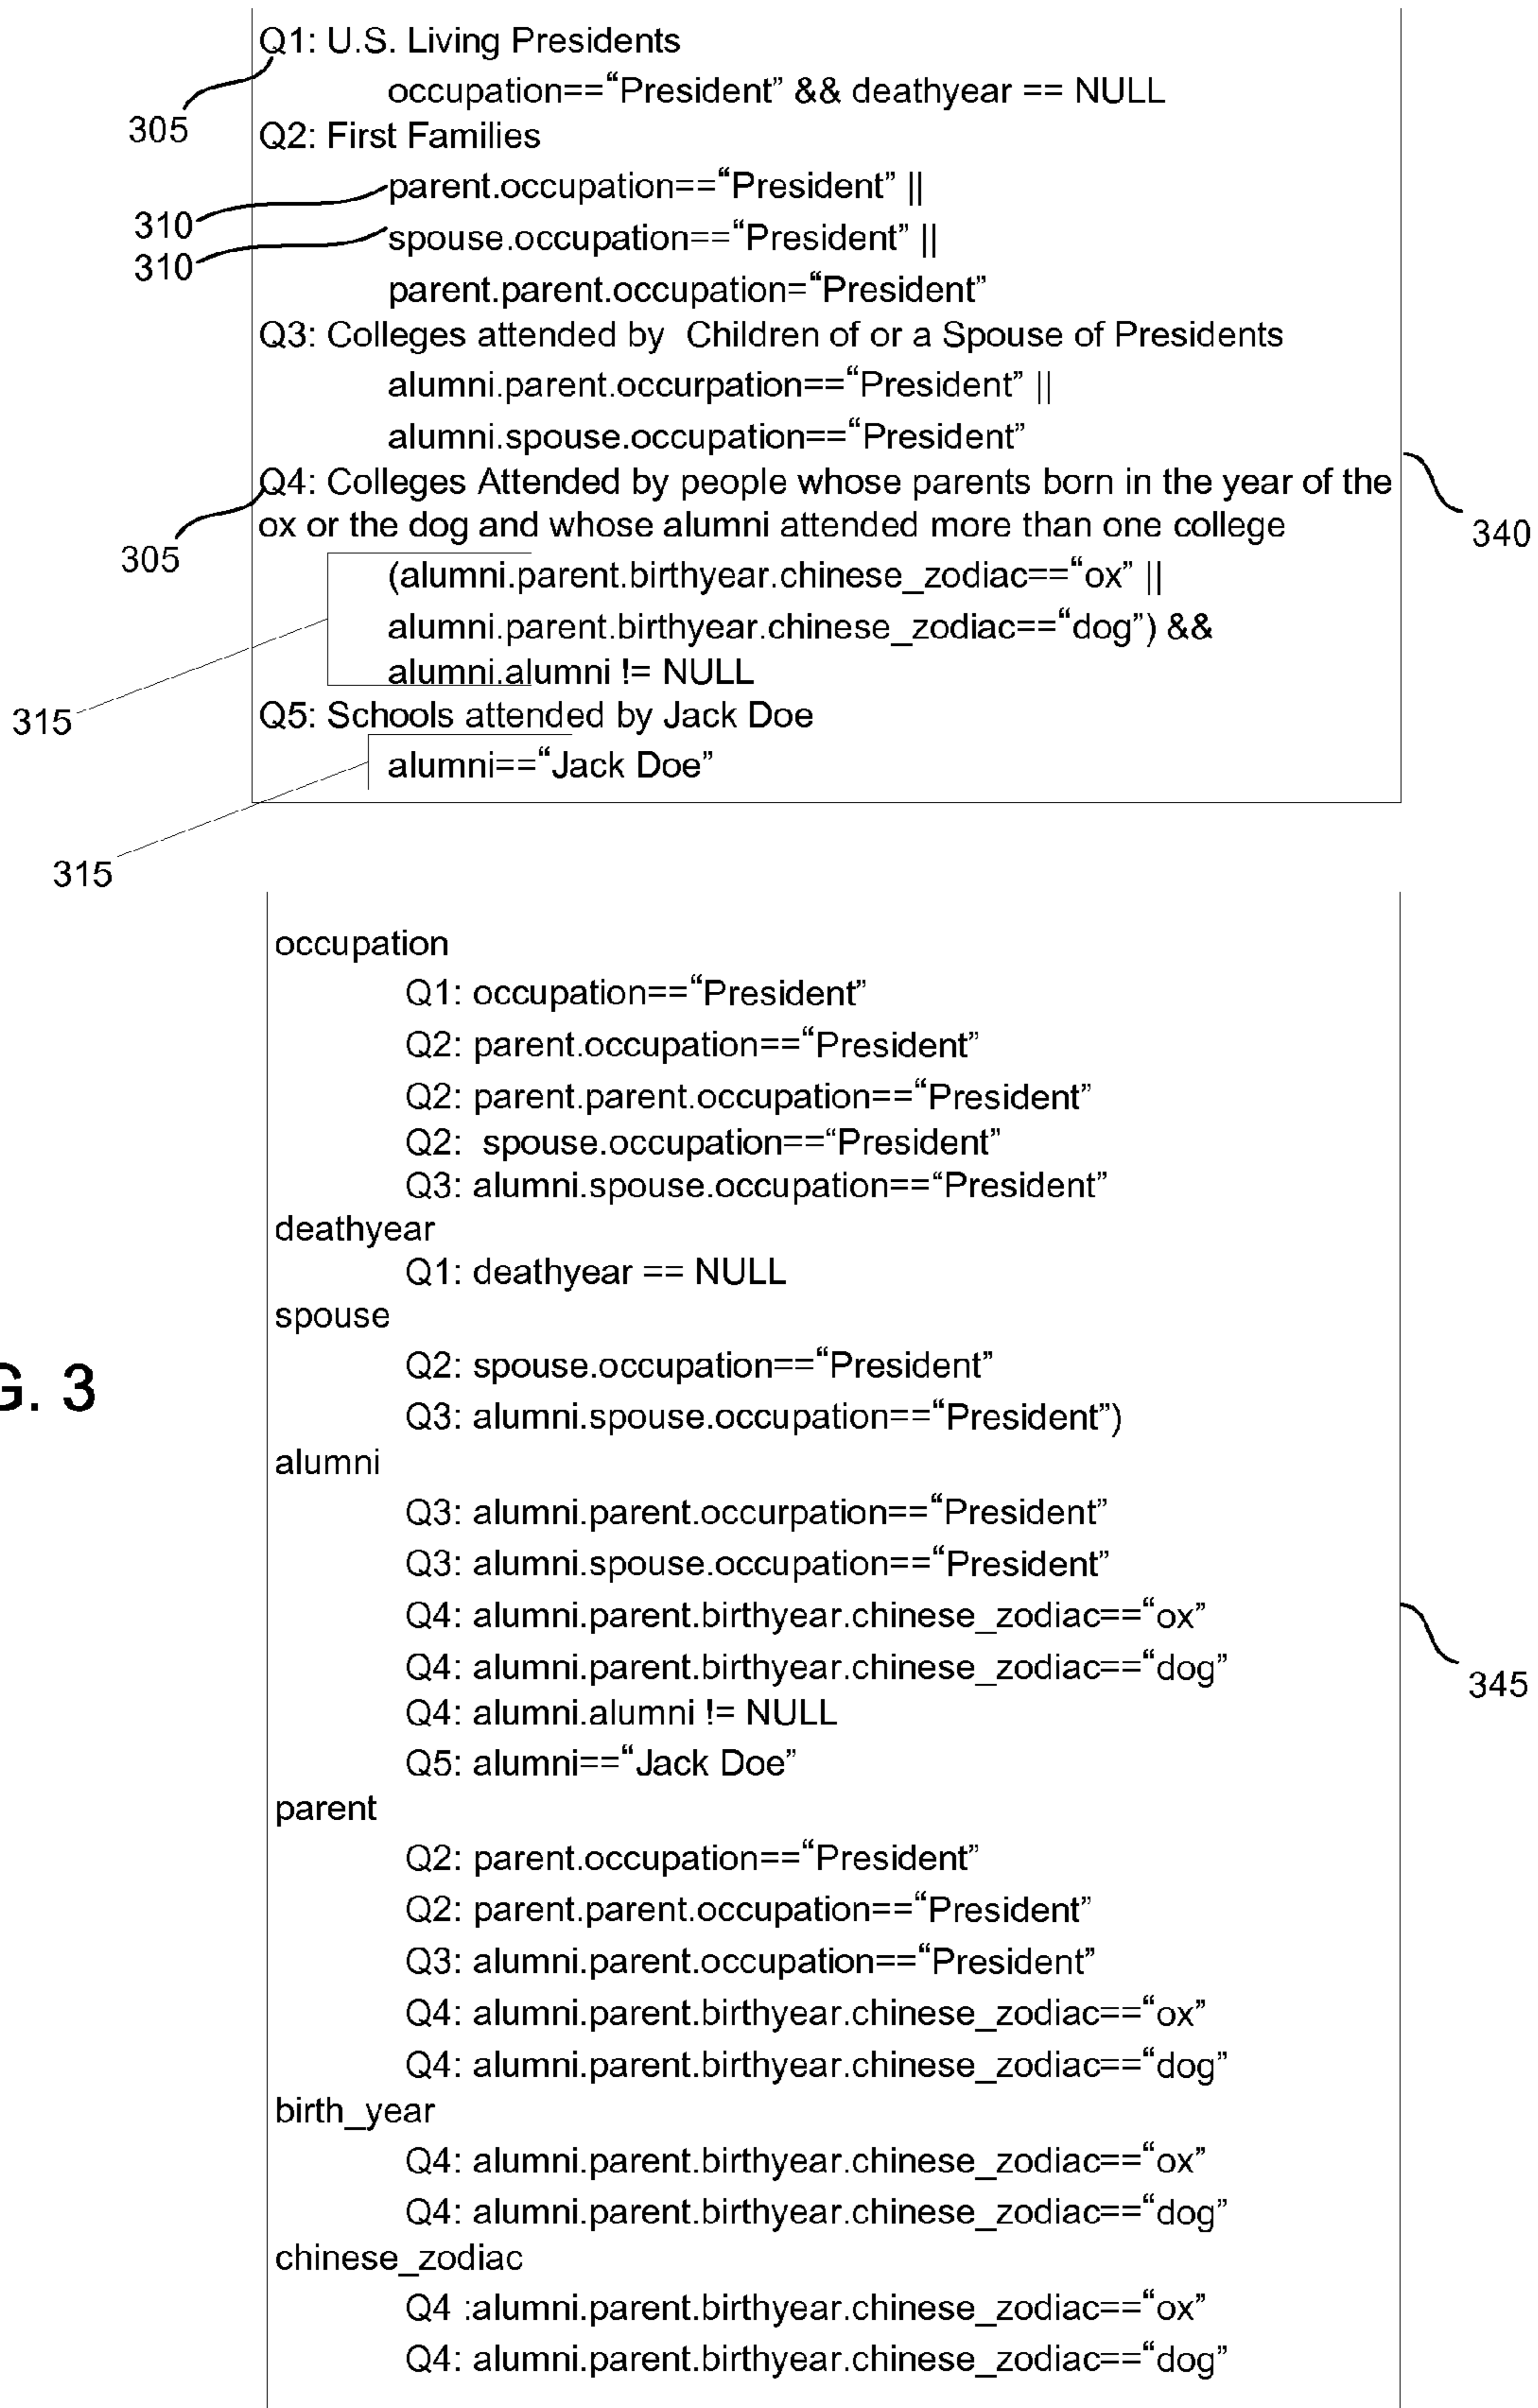 Q1: U.S. Living Presidents
occupation==“President” && deathyear == NULL
305
Q2: First Families
parent.occupation==“President” ||
310
spouse.occupation==“President” ||
310
parent.parent.occupation=“President”
Q3: Colleges attended by Children of or a Spouse of Presidents
alumni.parent.occurpation==“President” ||
alumni.spouse.occupation==“President”
Q4: Colleges Attended by people whose parents born in the year of the
ox or the dog and whose alumni attended more than one college
305
340
(alumni.parent.birthyear.chinese_zodiac==“ox” ||
alumni.parent.birthyear.chinese_zodiac==“dog”) &&
alumni.alumni != NULL
315
Q5: Schools attended by Jack Doe
alumni==“Jack Doe”
315
occupation
Q1: occupation==“President”
Q2: parent.occupation==“President”
Q2: parent.parent.occupation==“President”
Q2: spouse.occupation==“President”
Q3: alumni.spouse.occupation==“President”
deathyear
Q1: deathyear == NULL
spouse
Q2: spouse.occupation==“President”
G. 3
Q3: alumni.spouse.occupation==“President”)
alumni
Q3: alumni.parent.occurpation==“President”
Q3: alumni.spouse.occupation==“President”
Q4: alumni.parent.birthyear.chinese_zodiac==“ox”
Q4: alumni.parent.birthyear.chinese_zodiac==“dog”
345
Q4: alumni.alumni != NULL
Q5: alumni==“Jack Doe”
parent
Q2: parent.occupation==“President”
Q2: parent.parent.occupation==“President”
Q3: alumni.parent.occupation==“President”
Q4: alumni.parent.birthyear.chinese_zodiac==“ox”
Q4: alumni.parent.birthyear.chinese_zodiac==“dog”
birth_year
Q4: alumni.parent.birthyear.chinese_zodiac==“ox”
Q4: alumni.parent.birthyear.chinese_zodiac==“dog”
chinese_zodiac
Q4 :alumni.parent.birthyear.chinese_zodiac==“ox”
Q4: alumni.parent.birthyear.chinese_zodiac==“dog”